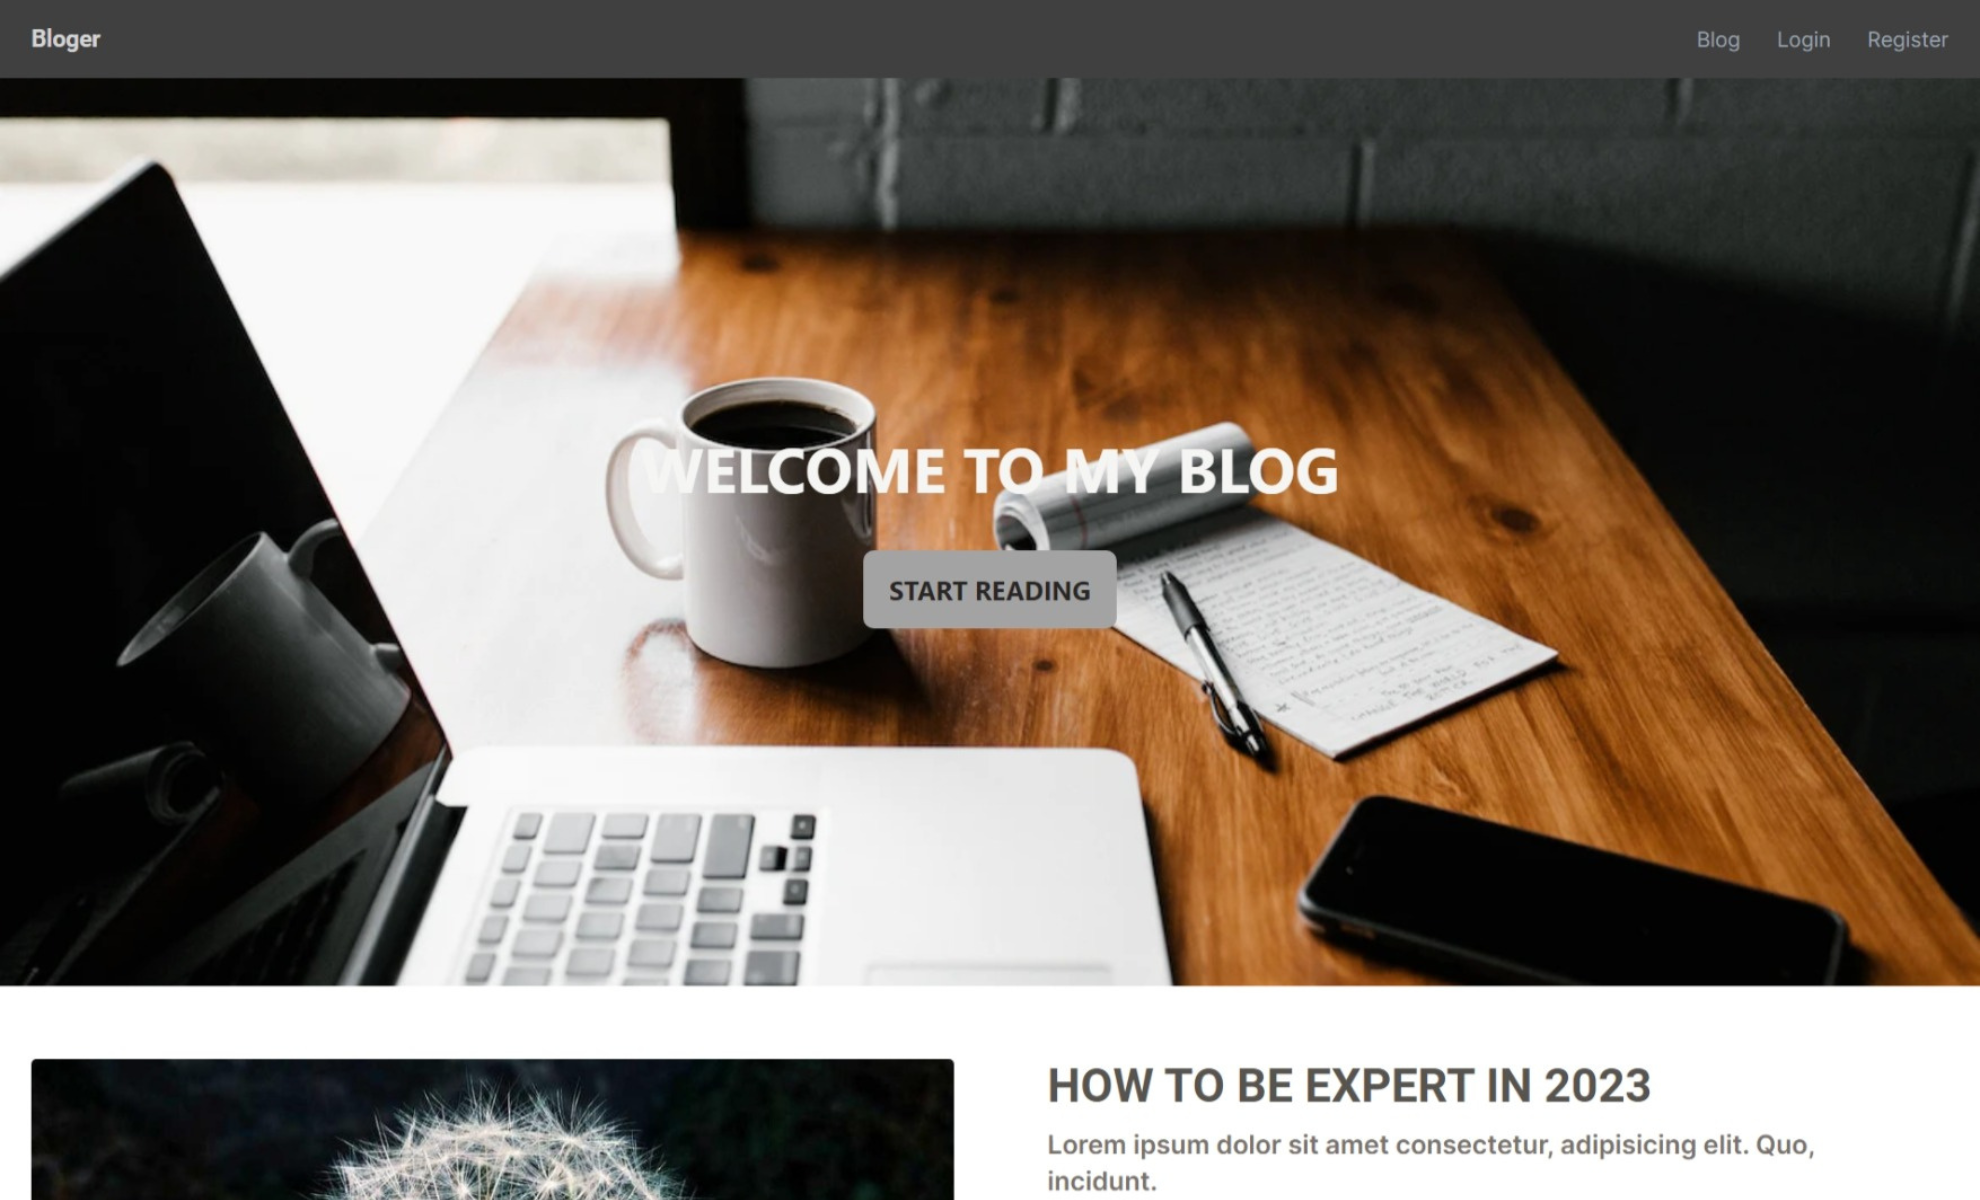 Bloger
Blog Login Register
WELCOME TO MY BLOG
START READING
HOW TO BE EXPERT IN 2023
Lorem ipsum dolor sit amet consectetur, adipisicing elit. Quo,
incidunt.